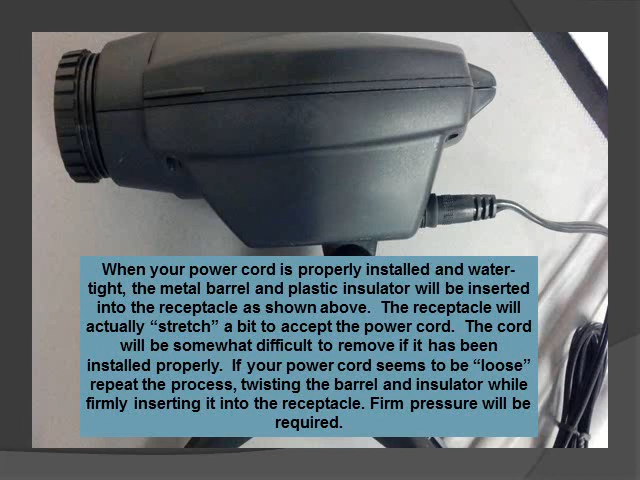 When your power cord is properly installed and water-
tight, the metal barrel and plastic insulator will be inserted
into the receptacle as shown above.  The receptacle will
actually “stretch” a bit to accept the power cord.  The cord
will be somewhat difficult to remove if it has been
installed properly.  If your power cord seems to be “loose”
repeat the process, twisting the barrel and insulator while
firmly inserting it into the receptacle. Firm pressure will be
required.